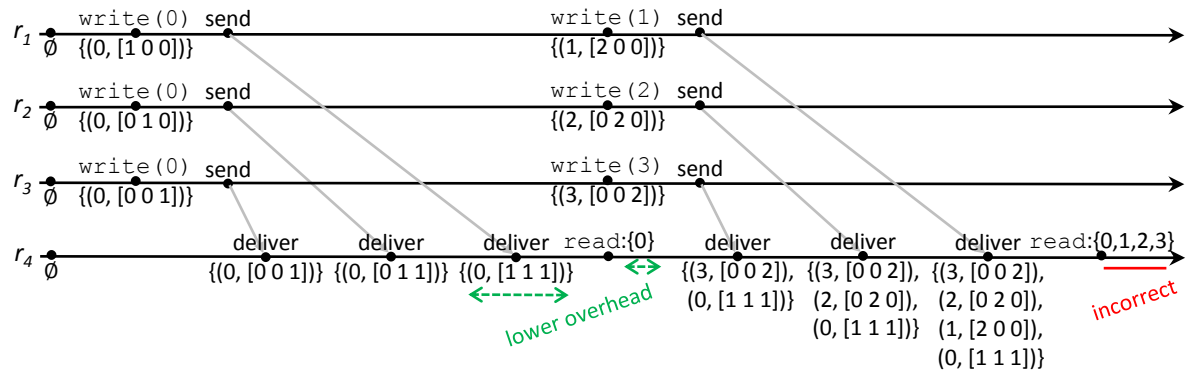 write(0) send write(1) send
r1
∅ {(0, [1 0 0])} {(1, [2 0 0])}
write(0) send write(2) send
r2
∅ {(0, [0 1 0])} {(2, [0 2 0])}
write(0) send write(3) send
r3
∅ {(0, [0 0 1])} {(3, [0 0 2])}
deliver deliver deliver read:{0} deliver deliver deliver read:{0,1,2,3}
r4
∅ {(0, [0 0 1])} {(0, [0 1 1])} {(0, [1 1 1])} {(3, [0 0 2]), {(3, [0 0 2]), {(3, [0 0 2]),
(0, [1 1 1])} (2, [0 2 0]), (2, [0 2 0]),
lower overhead incorrect
(0, [1 1 1])} (1, [2 0 0]),
(0, [1 1 1])}